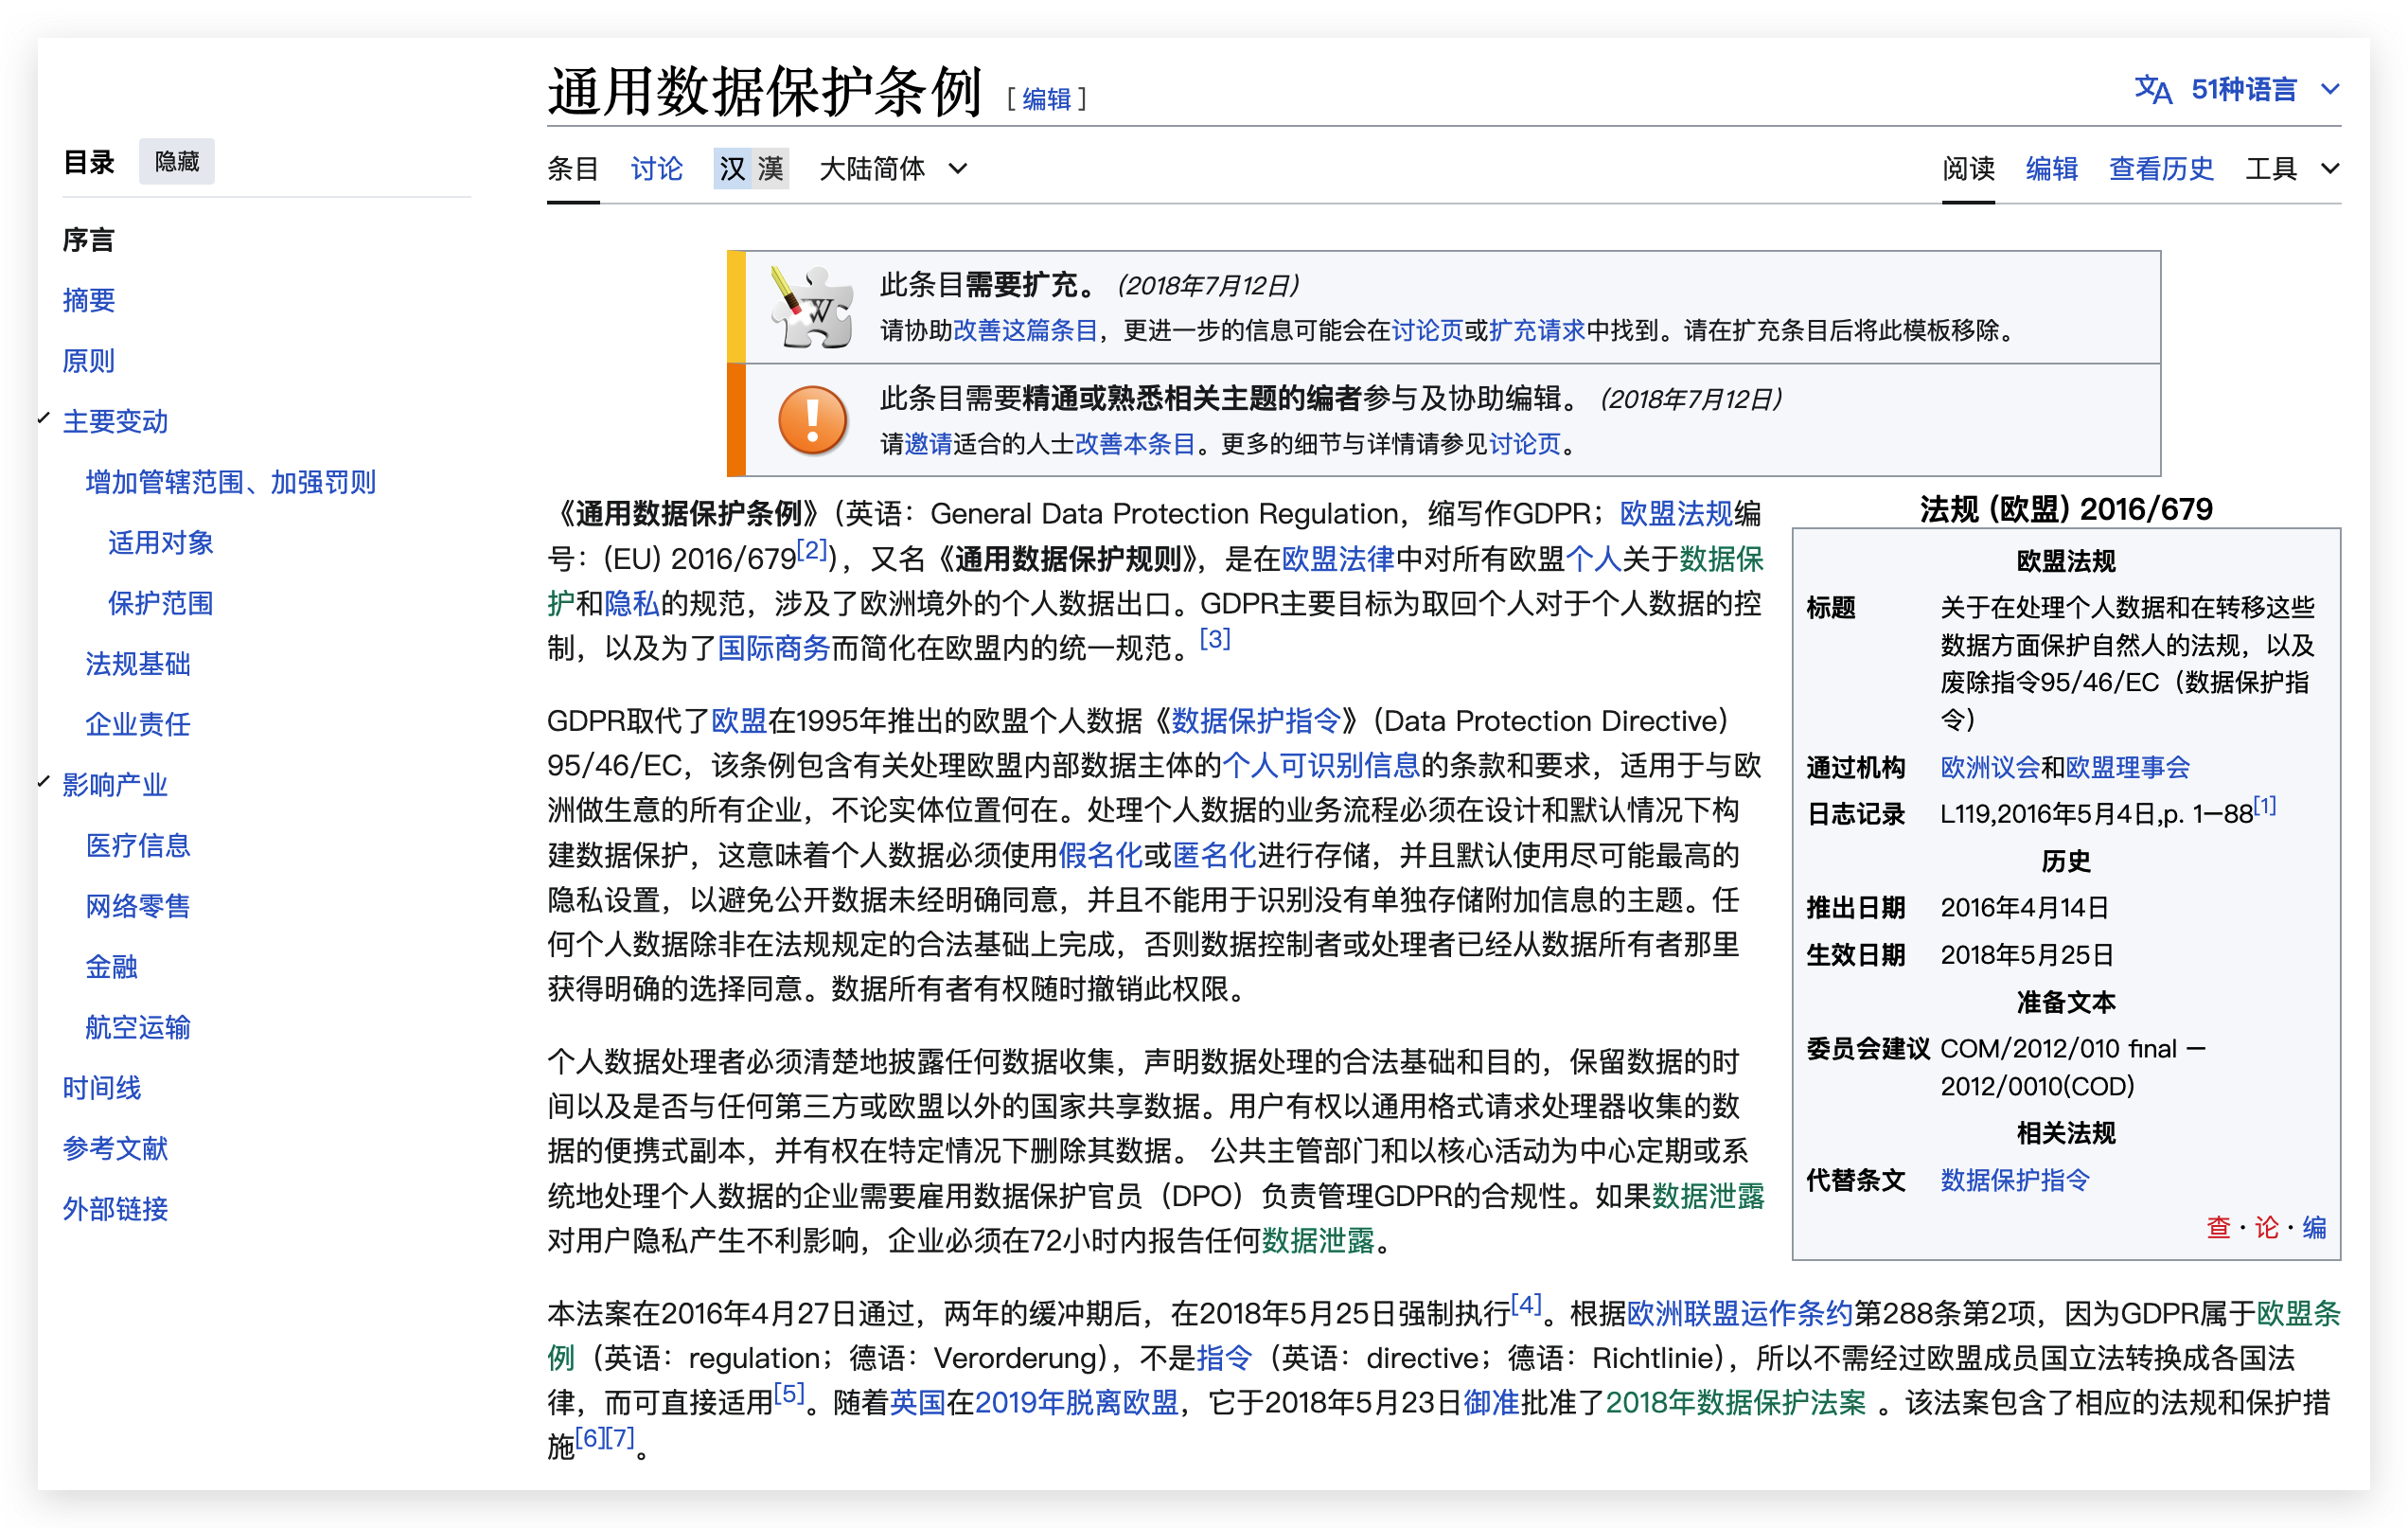 通用数据保护条例 [ 编辑 ]
51种语言
目录 隐藏
序言
摘要
原则
主要变动
增加管辖范围、加强罚则
适用对象
保护范围
法规基础
企业责任
影响产业
医疗信息
网络零售
金融
航空运输
时间线
参考文献
外部链接
条目 讨论 汉 漢 大陆简体
阅读 编辑 查看历史 工具
此条目需要扩充。 (2018年7月12日)
请协助改善这篇条目，更进一步的信息可能会在讨论页或扩充请求中找到。请在扩充条目后将此模板移除。
此条目需要精通或熟悉相关主题的编者参与及协助编辑。 (2018年7月12日)
请邀请适合的人士改善本条目。更多的细节与详情请参见讨论页。
《通用数据保护条例》（英语：General Data Protection Regulation，缩写作GDPR；欧盟法规编
号：(EU) 2016/679[2]），又名《通用数据保护规则》，是在欧盟法律中对所有欧盟个人关于数据保
护和隐私的规范，涉及了欧洲境外的个人数据出口。GDPR主要目标为取回个人对于个人数据的控
制，以及为了国际商务而简化在欧盟内的统一规范。[3]
GDPR取代了欧盟在1995年推出的欧盟个人数据《数据保护指令》（Data Protection Directive）
95/46/EC，该条例包含有关处理欧盟内部数据主体的个人可识别信息的条款和要求，适用于与欧
洲做生意的所有企业，不论实体位置何在。处理个人数据的业务流程必须在设计和默认情况下构
建数据保护，这意味着个人数据必须使用假名化或匿名化进行存储，并且默认使用尽可能最高的
隐私设置，以避免公开数据未经明确同意，并且不能用于识别没有单独存储附加信息的主题。任
何个人数据除非在法规规定的合法基础上完成，否则数据控制者或处理者已经从数据所有者那里
获得明确的选择同意。数据所有者有权随时撤销此权限。
个人数据处理者必须清楚地披露任何数据收集，声明数据处理的合法基础和目的，保留数据的时
间以及是否与任何第三方或欧盟以外的国家共享数据。用户有权以通用格式请求处理器收集的数
据的便携式副本，并有权在特定情况下删除其数据。 公共主管部门和以核心活动为中心定期或系
统地处理个人数据的企业需要雇用数据保护官员（DPO）负责管理GDPR的合规性。如果数据泄露
对用户隐私产生不利影响，企业必须在72小时内报告任何数据泄露。
本法案在2016年4月27日通过，两年的缓冲期后，在2018年5月25日强制执行[4]。根据欧洲联盟运作条约第288条第2项，因为GDPR属于欧盟条
例（英语：regulation；德语：Verorderung），不是指令（英语：directive；德语：Richtlinie），所以不需经过欧盟成员国立法转换成各国法
律，而可直接适用[5]。随着英国在2019年脱离欧盟，它于2018年5月23日御准批准了2018年数据保护法案 。该法案包含了相应的法规和保护措
施[6][7]。
法规 (欧盟) 2016/679
欧盟法规
标题 关于在处理个人数据和在转移这些
数据方面保护自然人的法规，以及
废除指令95/46/EC（数据保护指
令）
通过机构 欧洲议会和欧盟理事会
日志记录 L119,2016年5月4日,p. 1—88[1]
历史
推出日期 2016年4月14日
生效日期 2018年5月25日
准备文本
委员会建议 COM/2012/010 final —
2012/0010(COD)
相关法规
代替条文 数据保护指令
查·论·编